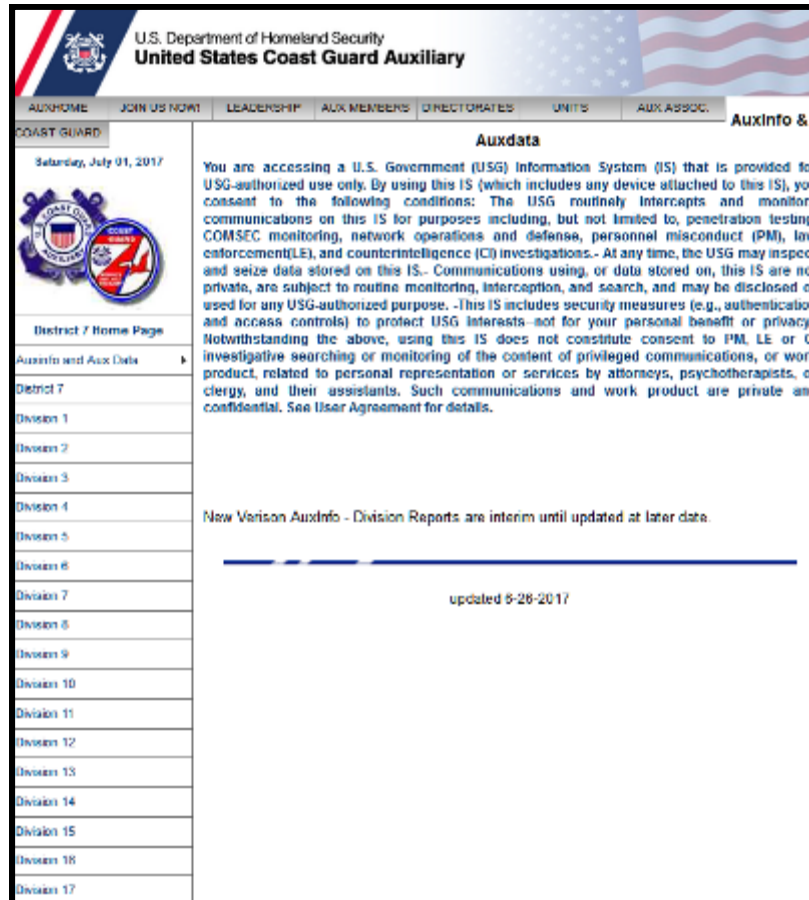 U.S. Department of Homeland Security
United States Coast Guard Auxiliary
AUXHOME JOIN US NOW! LEADERSHIP AUX MEMBERS DIRECTORATES UNITS AUX ASSOC.
AuxInfo &
COAST GUARD
Auxdata
Saturday, July 01, 2017
You are accessing a U.S. Government (USG) Information System (IS) that is provided fo
USG-authorized use only. By using this IS (which includes any device attached to this IS), yo
consent to the following conditions: The USG routinely intercepts and monitor
communications on this IS for purposes including, but not limited to, penetration testing
COMSEC monitoring, network operations and defense, personnel misconduct (PM), law
enforcement(LE), and counterintelligence (CI) investigations.- At any time, the USG may inspec
and seize data stored on this IS.- Communications using, or data stored on, this IS are no
private, are subject to routine monitoring, interception, and search, and may be disclosed o
used for any USG-authorized purpose. -This IS includes security measures (e.g., authenticatio
and access controls) to protect USG interests--not for your personal benefit or privacy
Notwithstanding the above, using this IS does not constitute consent to PM, LE or C
investigative searching or monitoring of the content of privileged communications, or wor
product, related to personal representation or services by attorneys, psychotherapists, o
clergy, and their assistants. Such communications and work product are private an
confidential. See User Agreement for details.
District 7 Home Page
Auxinfo and Aux Data
District 7
Division 1
Division 2
Division 3
Division 4
Division 5
Division 6
Division 7
Division 8
Division 9
Division 10
Division 11
Division 12
Division 13
Division 14
Division 15
Division 16
Division 17
New Verison AuxInfo - Division Reports are interim until updated at later date.
updated 6-26-2017